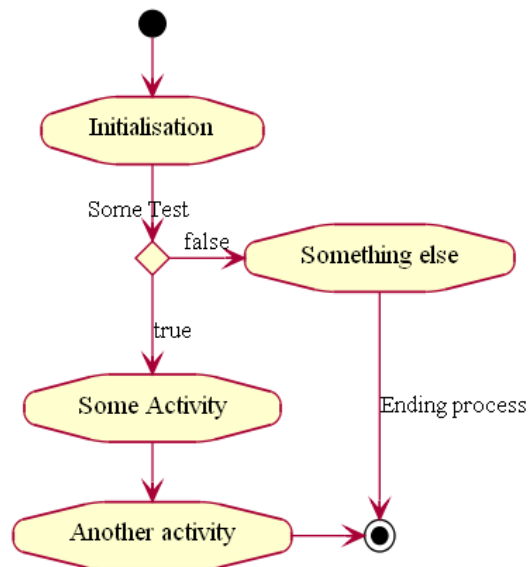 Initialisation
Some Test
false
Something else
true
Some Activity
Ending process
Another activity